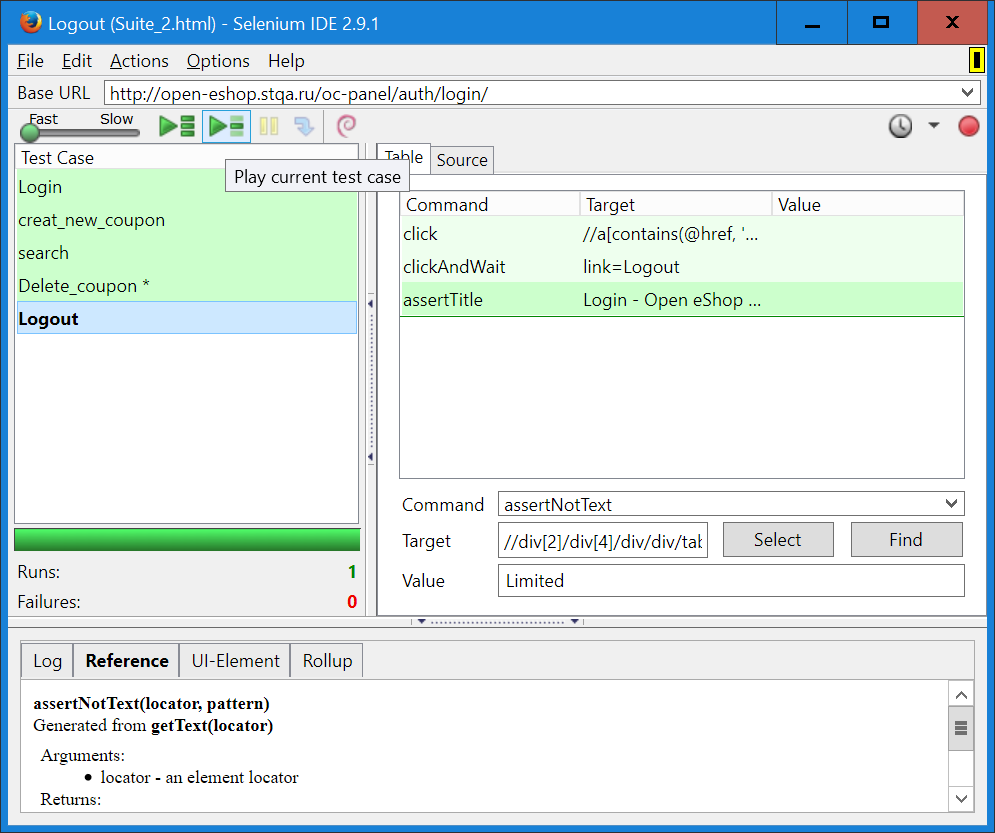 Logout (Suite_2.html) - Selenium IDE 2.9.1
File Edit Actions Options Help
Base URL http://open-eshop.stqa.ru/oc-panel/auth/login/
Fast Slow
Test Case
Login
creat_new_coupon
search
Delete_coupon *
Logout
Play current test case
Runs: 1
Failures: 0
Table Source
Command Target Value
click //a[contains(@href, '...
clickAndWait link=Logout
assertTitle Login - Open eShop ...
Command assertNotText
Target //div[2]/div[4]/div/div/tab Select Find
Value Limited
Log Reference UI-Element Rollup
assertNotText(locator, pattern)
Generated from getText(locator)
Arguments:
• locator - an element locator
Returns: